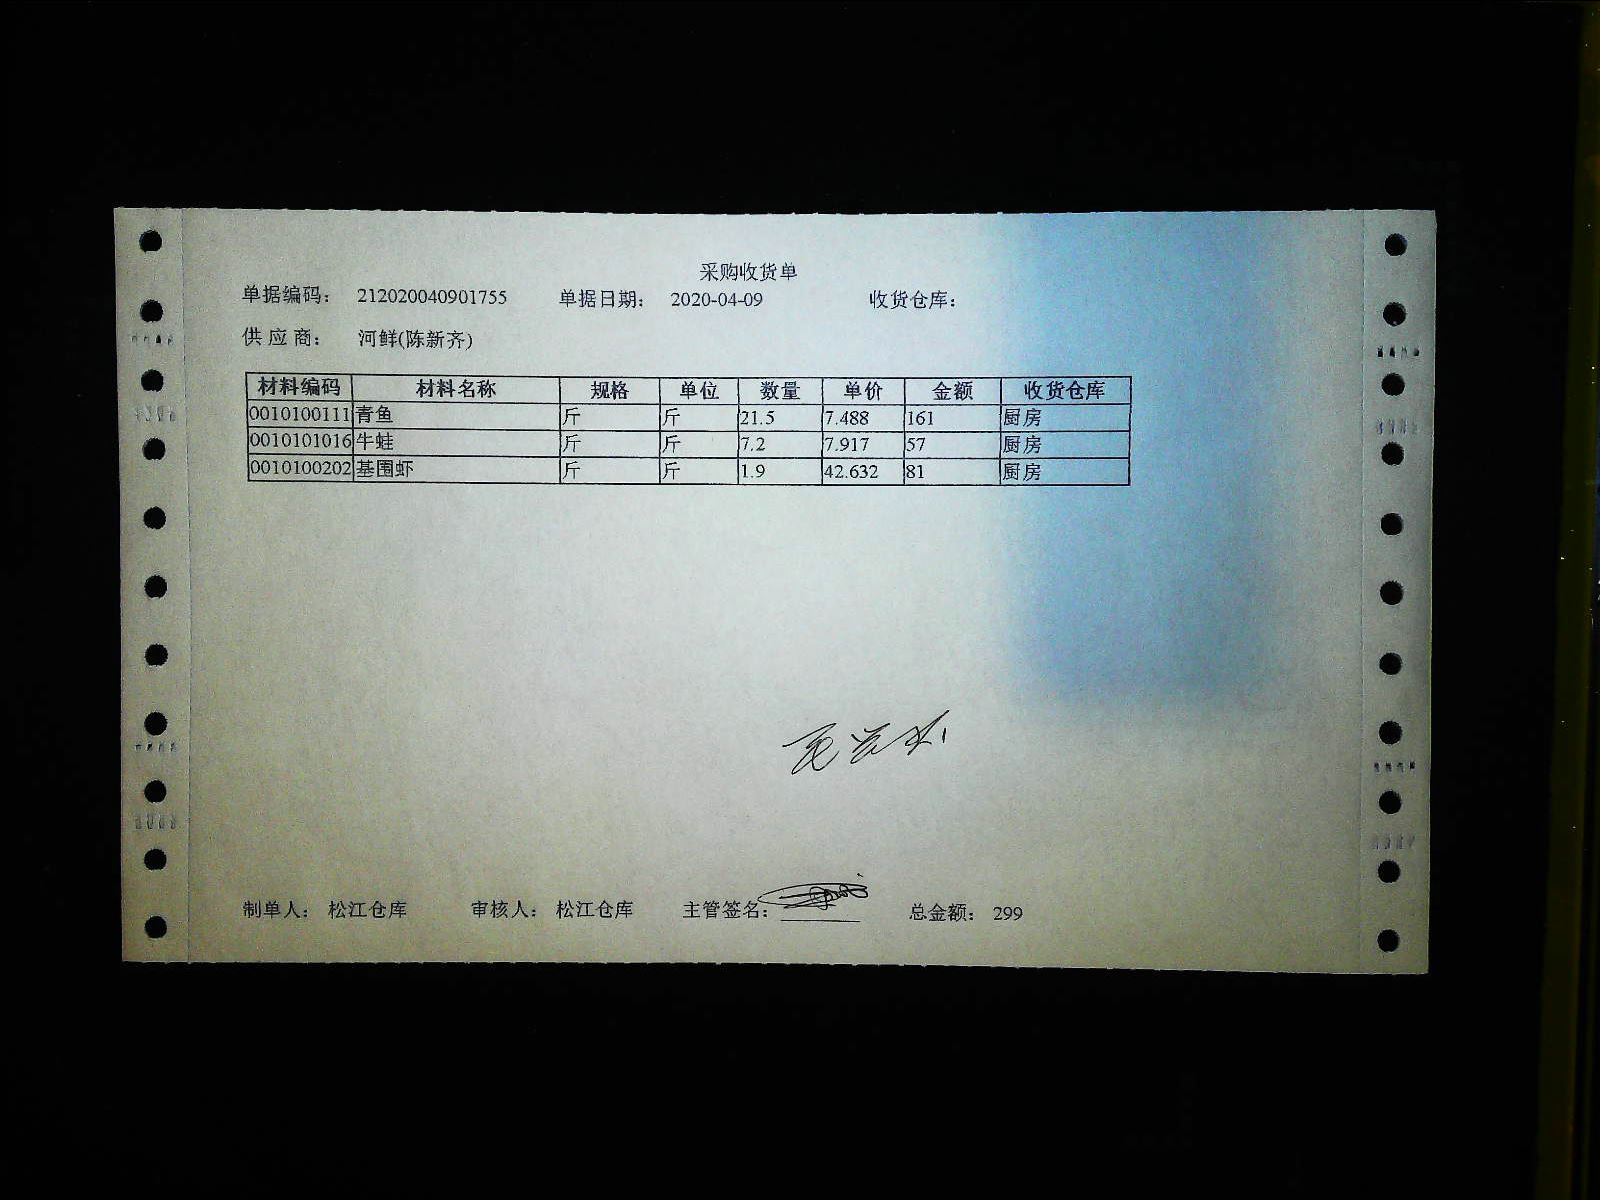 采购收货单
单据编码： 212020040901755 单据日期： 2020-04-09 收货仓库：
供 应 商： 河鲜(陈新齐)
材料编码 材料名称 规格 单位 数量 单价 金额 收货仓库
0010100111 青鱼 斤 斤 21.5 7.488 161 厨房
0010101016 牛蛙 斤 斤 7.2 7.917 57 厨房
0010100202 基围虾 斤 斤 1.9 42.632 81 厨房
制单人： 松江仓库 审核人： 松江仓库 主管签名： 总金额： 299